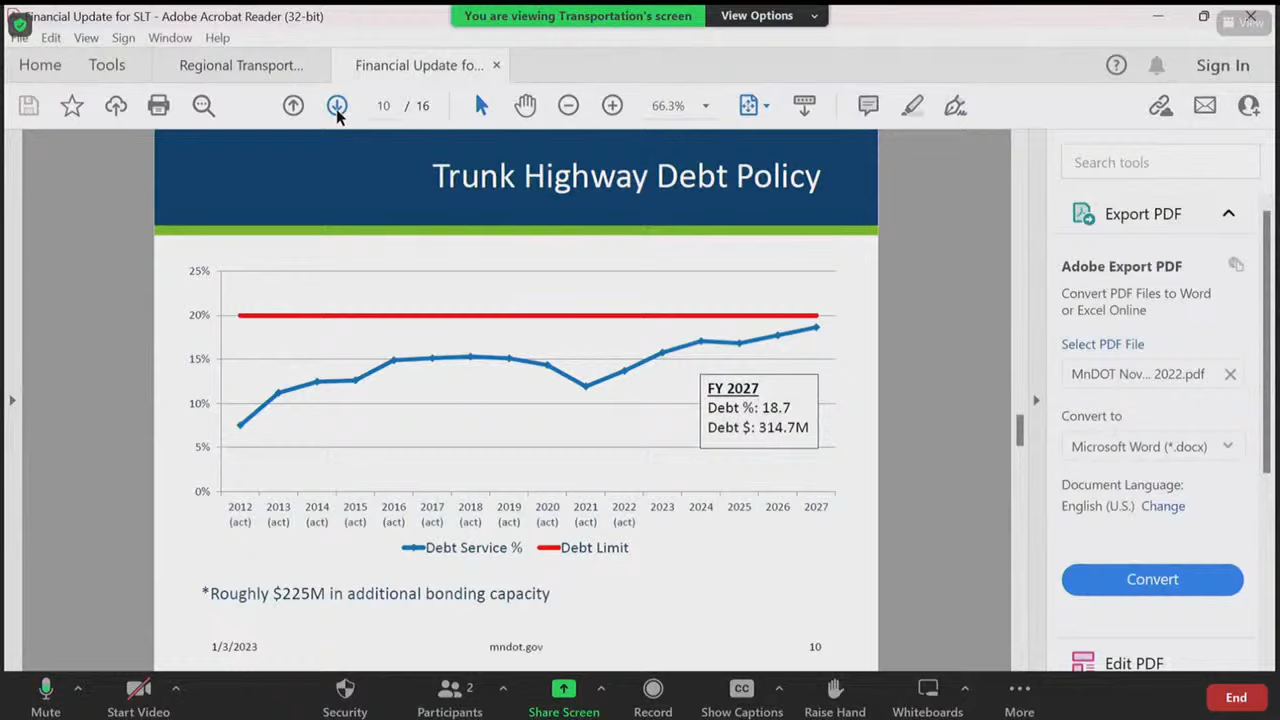 Financial Update for SLT - Adobe Acrobat Reader (32-bit)
You are viewing Transportation's screen
View Options
View
File Edit View Sign Window Help
Home Tools Regional Transport... Financial Update fo... ×
Sign In
10 / 16
66.3%
Trunk Highway Debt Policy
25%
20%
15%
10%
5%
0%
FY 2027
Debt %: 18.7
Debt $: 314.7M
2012 2013 2014 2015 2016 2017 2018 2019 2020 2021 2022 2023 2024 2025 2026 2027
(act) (act) (act) (act) (act) (act) (act) (act) (act) (act) (act)
Debt Service % Debt Limit
*Roughly $225M in additional bonding capacity
1/3/2023 mndot.gov 10
Search tools
Export PDF
Adobe Export PDF
Convert PDF Files to Word
or Excel Online
Select PDF File
MnDOT Nov... 2022.pdf
Convert to
Microsoft Word (*.docx)
Document Language:
English (U.S.) Change
Convert
Edit PDF
2
CC
Mute Start Video Security Participants Share Screen Record Show Captions Raise Hand Whiteboards More End